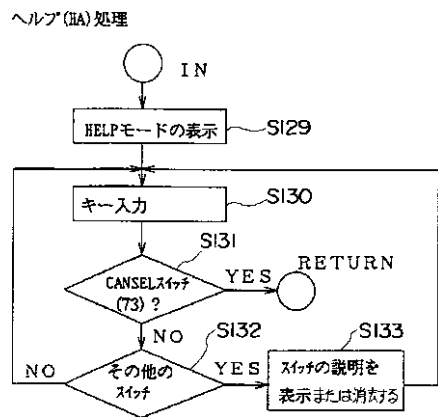 ヘルプ(HA)処理
IN
HELPモードの表示
S129
キー入力
S130
S131
CANSELスイッチ
(73)?
YES
RETURN
NO
S132
S133
その他の
スイッチ
NO
YES
スイッチの説明を
表示または消去する